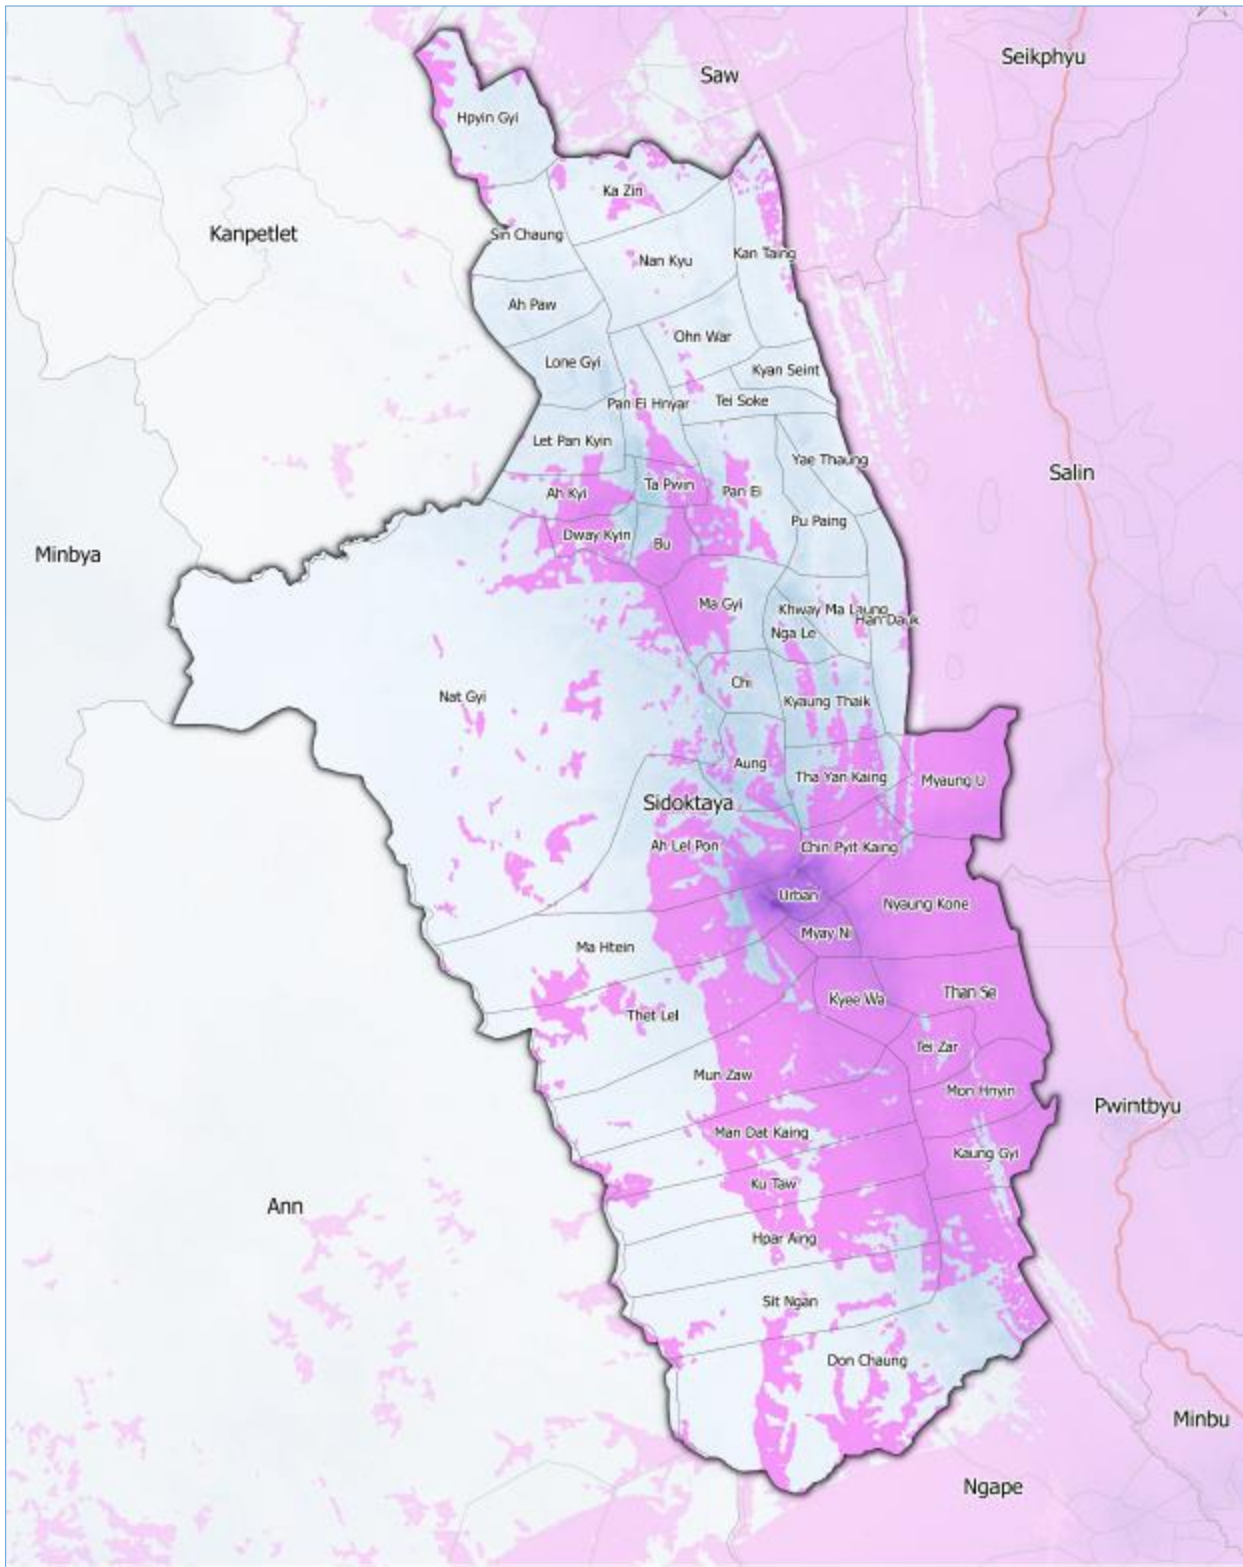 Seikphyu
Saw
Hpyin Gyi
Ka Zin
Kanpetlet
Sin Chaung
Kan Taing
Nan Kyu
Ah Paw
Ohn War
Lone Gyi
Kyan Seint
Pan Ei Hnyar
Tei Soke
Let Pan Kyin
Yae Thaung
Salin
Ta Pwin
Ah Kyi
Pan Ei
Pu Paing
Dway Kyin
Bu
Minbya
Ma Gyi
Khway Ma Laung
Han Dauk
Nga Le
Chi
Nat Gyi
Kyaung Thaik
Aung
Tha Yan Kaing
Myaung U
Sidoktaya
Ah Lel Pon
Chin Pyit Kaing
Urban
Nyaung Kone
Myay Ni
Ma Htein
Than Se
Kyee Wa
Thet Lel
Tei Zar
Mun Zaw
Mon Hnyin
Pwintbyu
Man Dat Kaing
Kaung Gyi
Ku Taw
Ann
Hpar Aing
Sit Ngan
Don Chaung
Minbu
Ngape